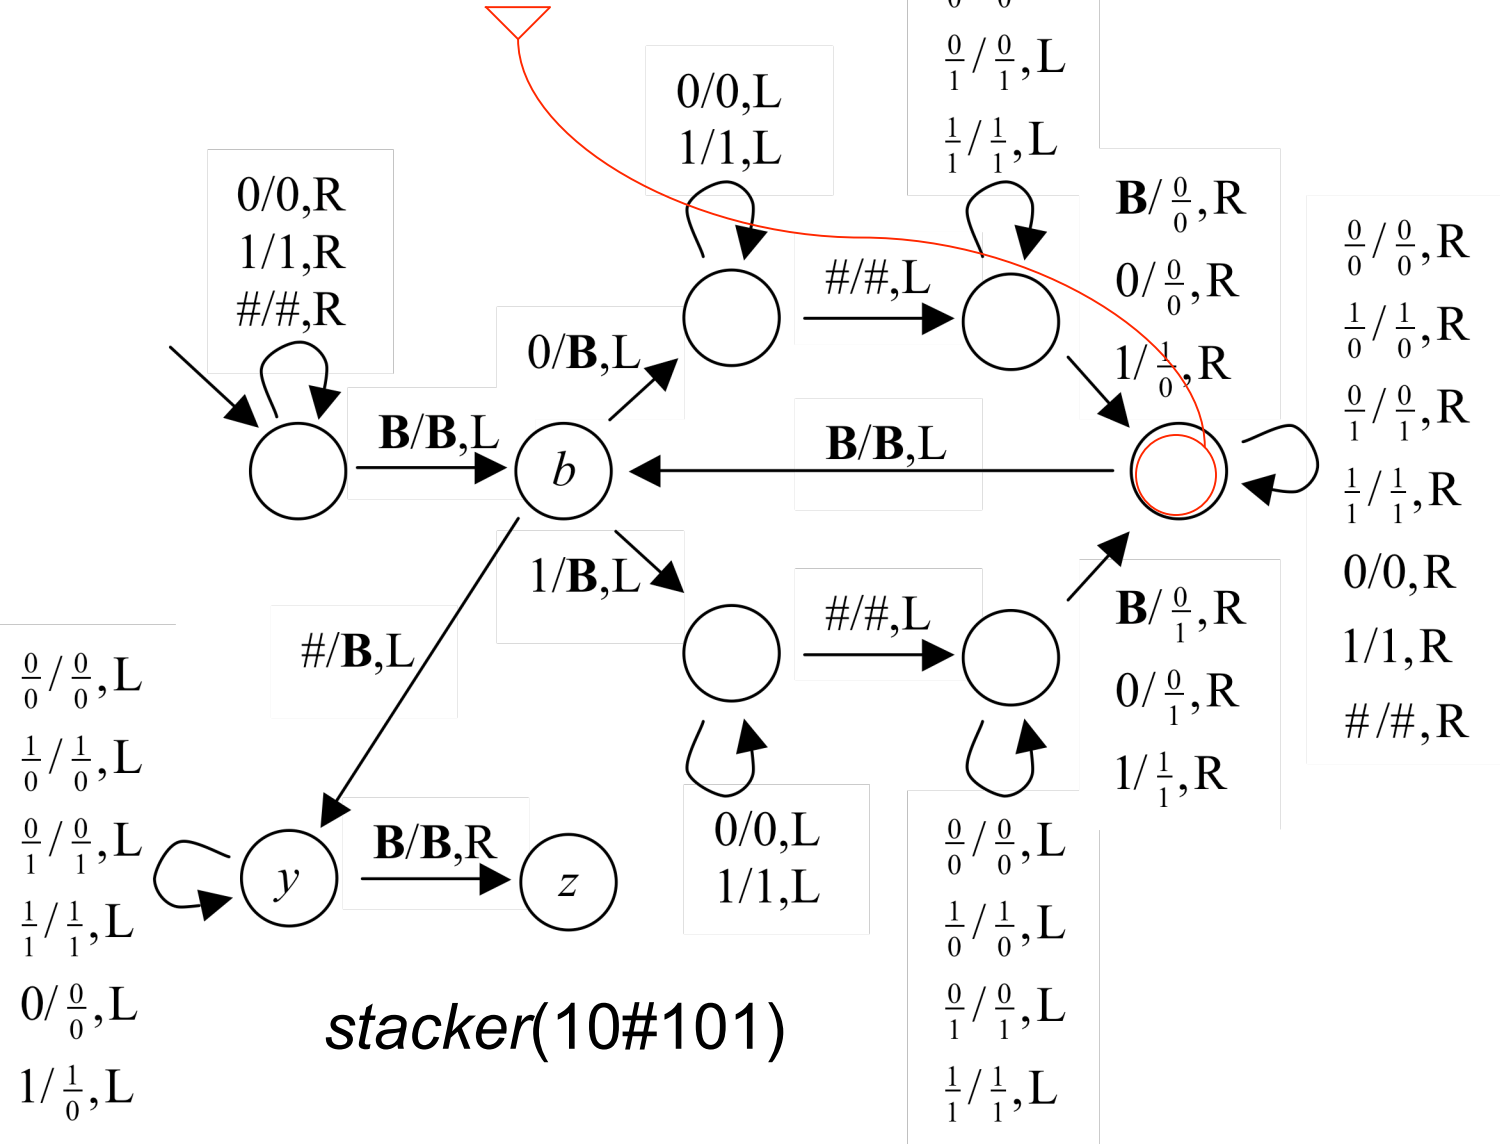 0/0,L
1/1,L
0/1 / 0/1,L
1/1 / 1/1,L
0/0,R
1/1,R
#/#,R
B/ 0/0,R
0/ 0/0,R
1/ 1/0,R
0/0 / 0/0,R
1/0 / 1/0,R
0/1 / 0/1,R
1/1 / 1/1,R
0/0,R
1/1,R
#/#,R
#/#,L
0/B,L
B/B,L
b
B/B,L
1/B,L
#/#,L
B/ 0/1,R
0/ 0/1,R
1/ 1/1,R
#/B,L
0/0 / 0/0,L
1/0 / 1/0,L
0/1 / 0/1,L
1/1 / 1/1,L
0/ 0/0,L
1/ 1/0,L
y
B/B,R
z
0/0,L
1/1,L
0/0 / 0/0,L
1/0 / 1/0,L
0/1 / 0/1,L
1/1 / 1/1,L
stacker(10#101)